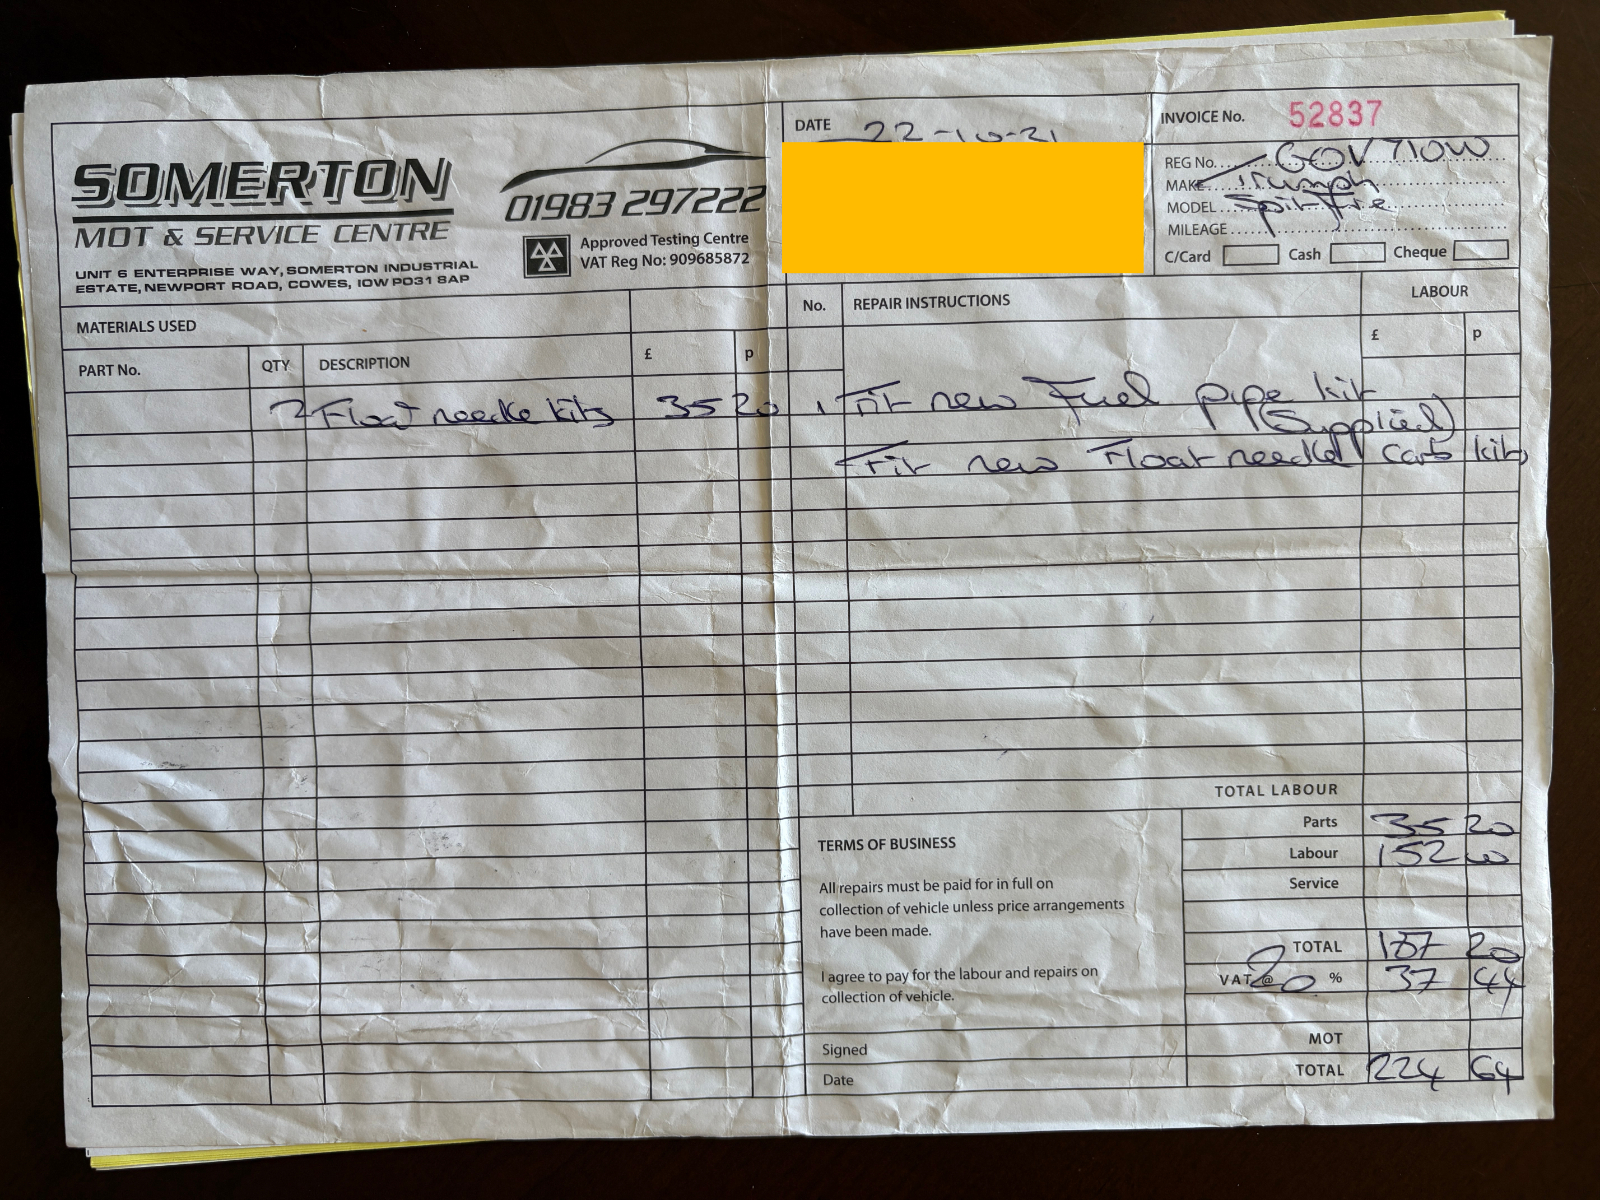 SOMERTON
MOT & SERVICE CENTRE
UNIT 6 ENTERPRISE WAY, SOMERTON INDUSTRIAL
ESTATE, NEWPORT ROAD, COWES, IOW PO31 8AP
01983 297222
Approved Testing Centre
VAT Reg No: 909685872
DATE 22-10-21
INVOICE No. 52837
REG No. GOV 710W
MAKE Triumph
MODEL Spitfire
MILEAGE
C/Card Cash Cheque
MATERIALS USED
PART No. QTY DESCRIPTION £ p
2 Float needle kits 35 20
No. REPAIR INSTRUCTIONS LABOUR
£ p
1 Fit new Fuel pipe kit
(Supplied)
Fit new Float needle carb kits
TOTAL LABOUR
Parts 35 20
Labour 152 00
Service
TOTAL 187 20
VAT @ 20 % 37 44
MOT
TOTAL 224 64
TERMS OF BUSINESS
All repairs must be paid for in full on
collection of vehicle unless price arrangements
have been made.
I agree to pay for the labour and repairs on
collection of vehicle.
Signed
Date